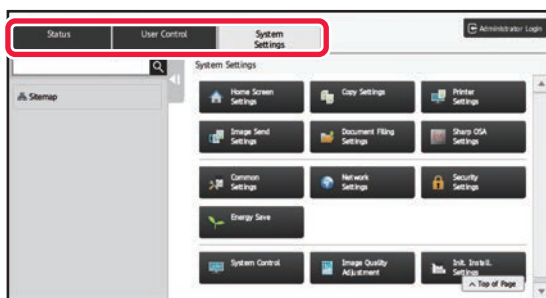 Status
User Control
System
Settings
Administrator Login
System Settings
Sitemap
Home Screen
Settings
Copy Settings
Printer
Settings
Image Send
Settings
Document Filing
Settings
Sharp OSA
Settings
Common
Settings
Network
Settings
Security
Settings
Energy Save
System Control
Image Quality
Adjustment
Init. Install.
Settings
Top of Page